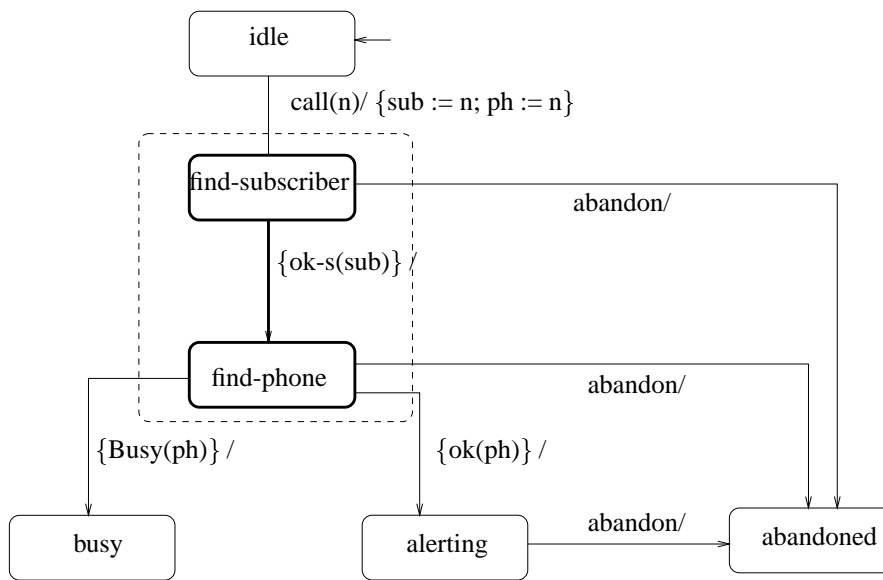 idle
call(n)/ {sub := n; ph := n}
find-subscriber
abandon/
{ok-s(sub)} /
find-phone
abandon/
{Busy(ph)} /
{ok(ph)} /
abandon/
busy
alerting
abandoned